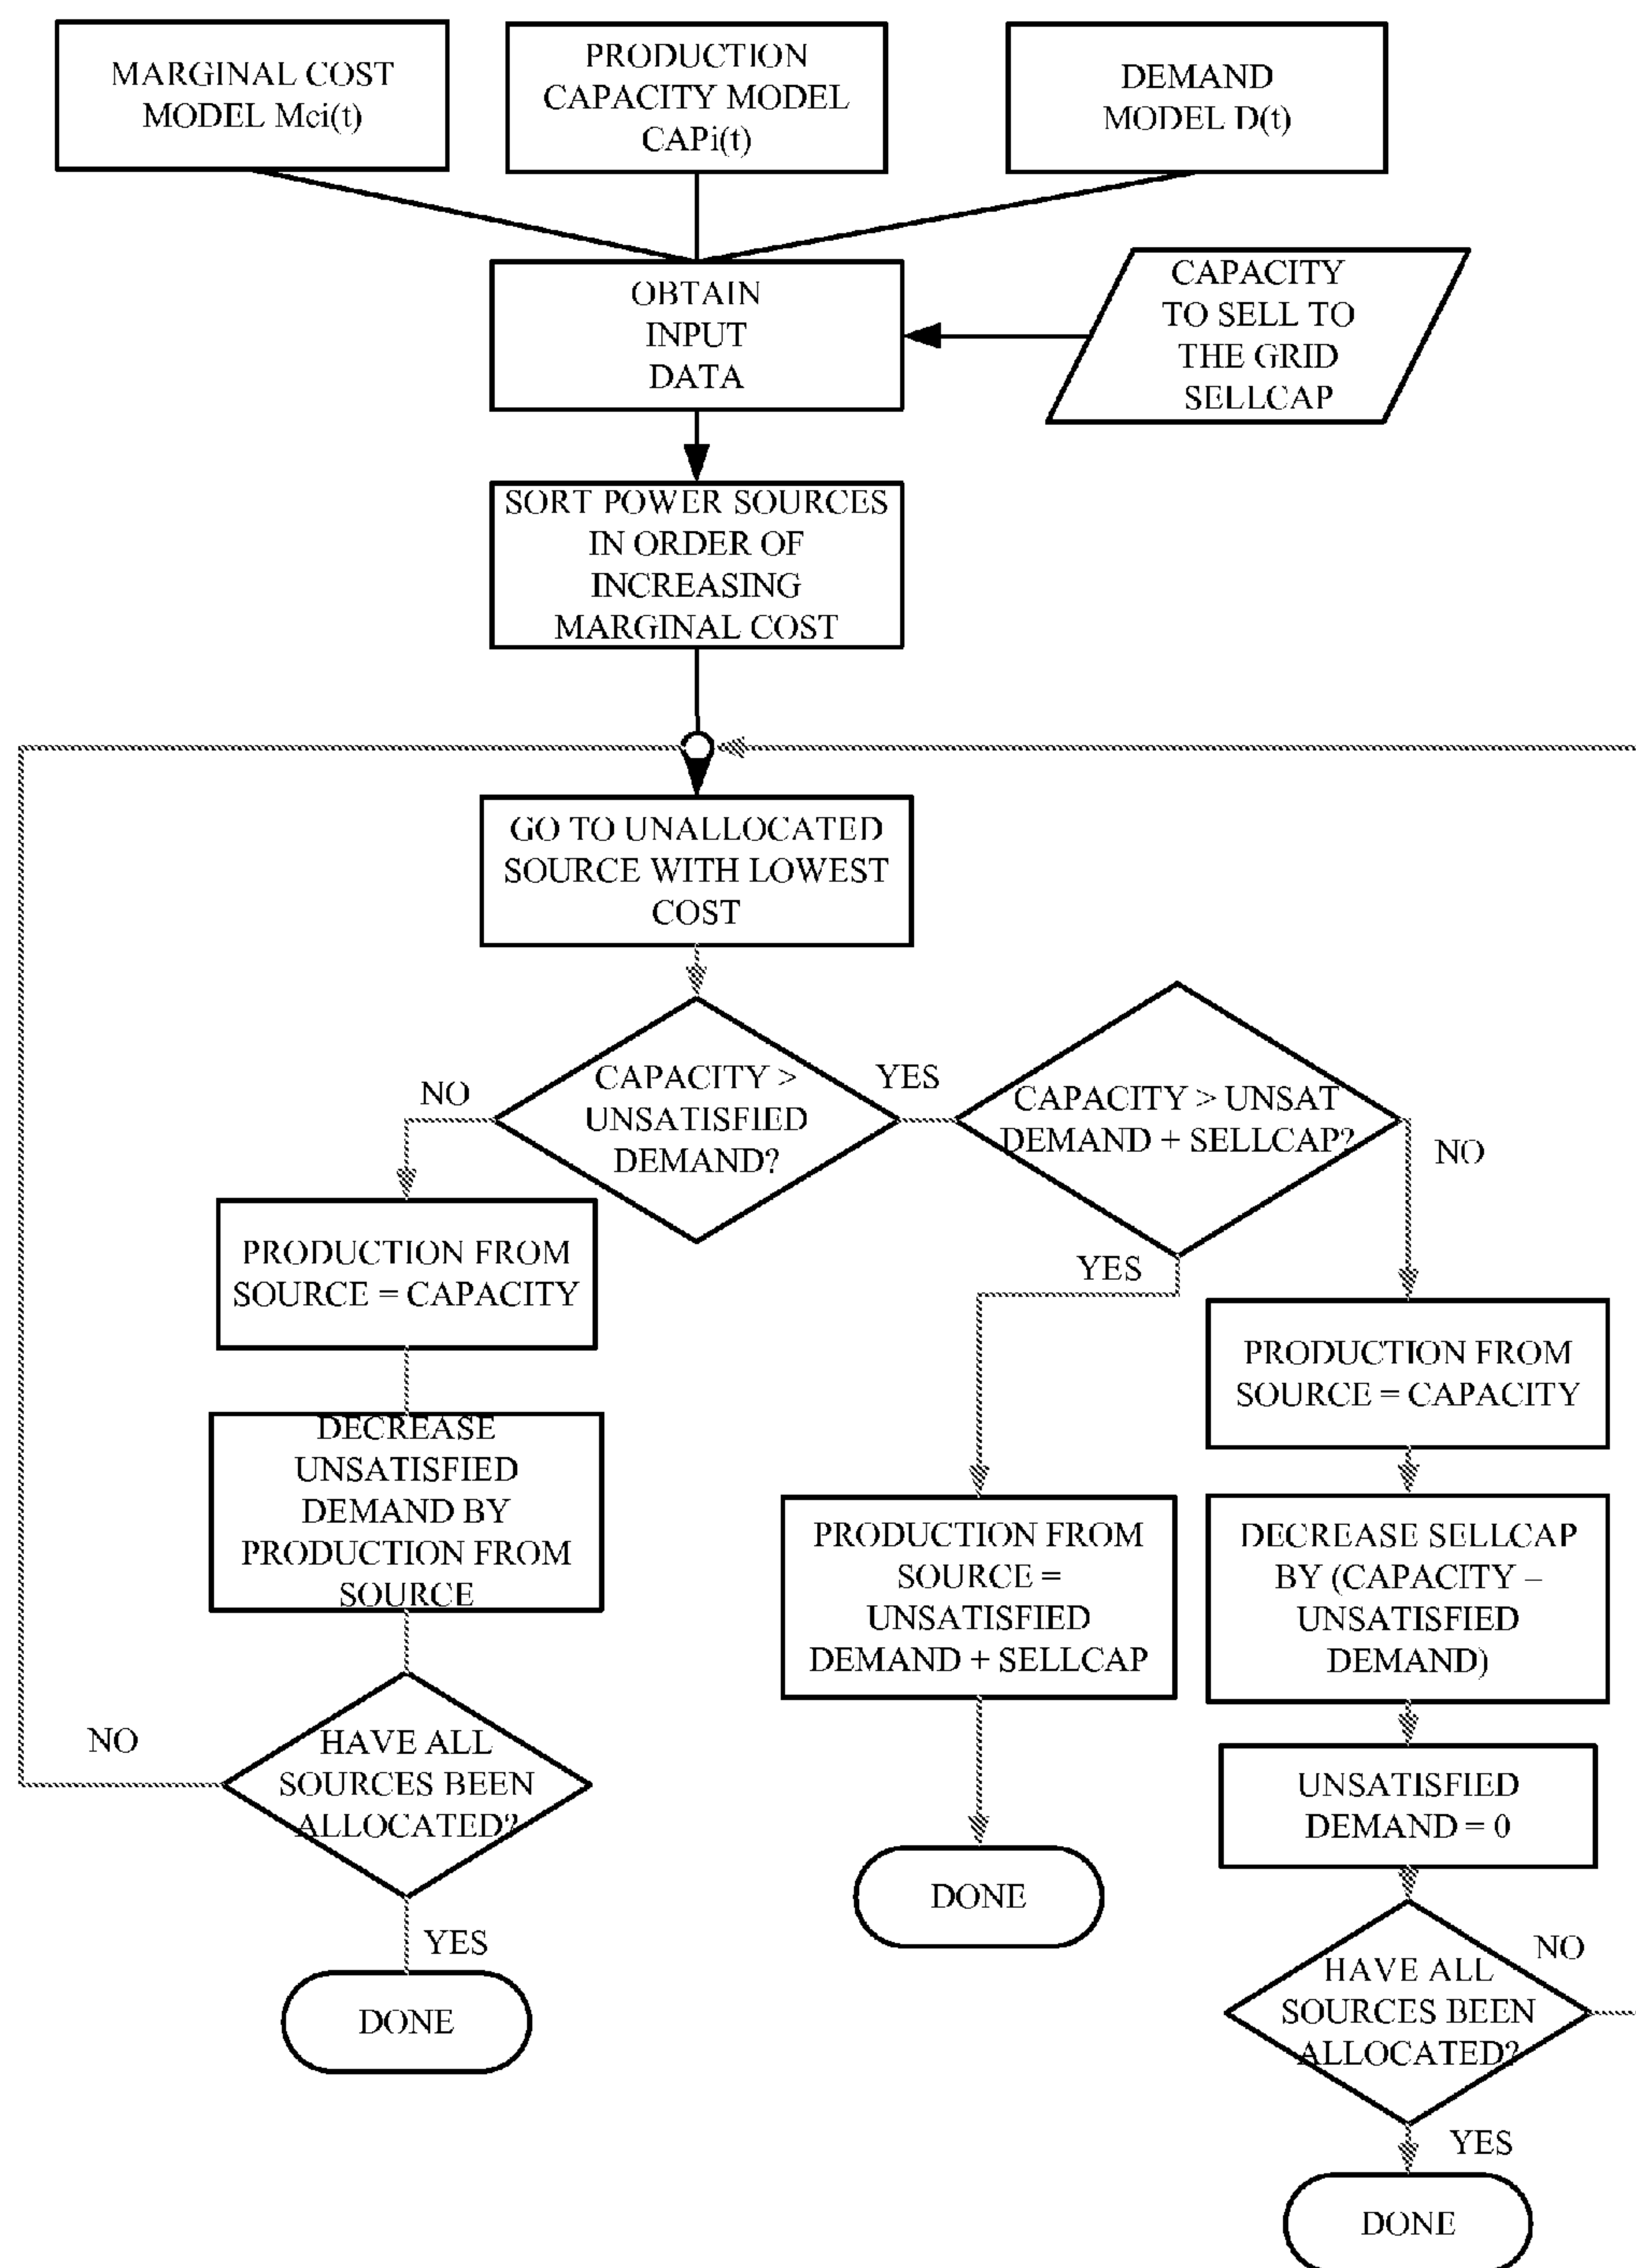 MARGINAL COST
MODEL Mci(t)
PRODUCTION
CAPACITY MODEL
CAPi(t)
DEMAND
MODEL D(t)
OBTAIN
INPUT
DATA
CAPACITY
TO SELL TO
THE GRID
SELLCAP
SORT POWER SOURCES
IN ORDER OF
INCREASING
MARGINAL COST
GO TO UNALLOCATED
SOURCE WITH LOWEST
COST
NO
CAPACITY >
UNSATISFIED
DEMAND?
YES
CAPACITY > UNSAT
DEMAND + SELLCAP?
NO
YES
PRODUCTION FROM
SOURCE = CAPACITY
DECREASE
UNSATISFIED
DEMAND BY
PRODUCTION FROM
SOURCE
NO
HAVE ALL
SOURCES BEEN
ALLOCATED?
YES
DONE
PRODUCTION FROM
SOURCE =
UNSATISFIED
DEMAND + SELLCAP
DONE
PRODUCTION FROM
SOURCE = CAPACITY
DECREASE SELLCAP
BY (CAPACITY –
UNSATISFIED
DEMAND)
UNSATISFIED
DEMAND = 0
NO
HAVE ALL
SOURCES BEEN
ALLOCATED?
YES
DONE